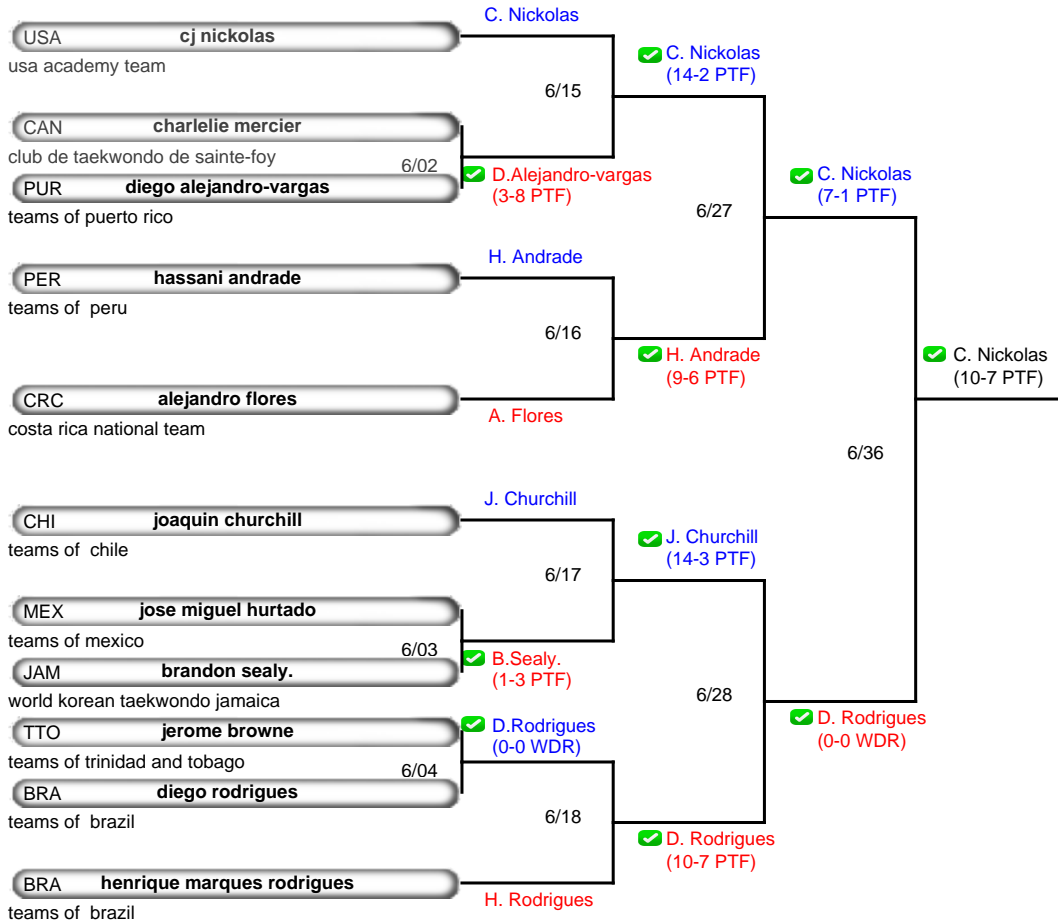 C. Nickolas
USA cj nickolas
usa academy team
C. Nickolas
(14-2 PTF)
6/15
CAN charlelie mercier
club de taekwondo de sainte-foy
6/02
PUR diego alejandro-vargas
teams of puerto rico
D.Alejandro-vargas
(3-8 PTF)
C. Nickolas
(7-1 PTF)
6/27
H. Andrade
PER hassani andrade
teams of  peru
6/16
H. Andrade
(9-6 PTF)
C. Nickolas
(10-7 PTF)
CRC alejandro flores
costa rica national team
A. Flores
6/36
J. Churchill
CHI joaquin churchill
teams of  chile
J. Churchill
(14-3 PTF)
6/17
MEX jose miguel hurtado
teams of mexico
6/03
JAM brandon sealy.
world korean taekwondo jamaica
B.Sealy.
(1-3 PTF)
6/28
D. Rodrigues
(0-0 WDR)
TTO jerome browne
teams of trinidad and tobago
D.Rodrigues
(0-0 WDR)
6/04
BRA diego rodrigues
teams of  brazil
6/18
D. Rodrigues
(10-7 PTF)
BRA henrique marques rodrigues
teams of  brazil
H. Rodrigues